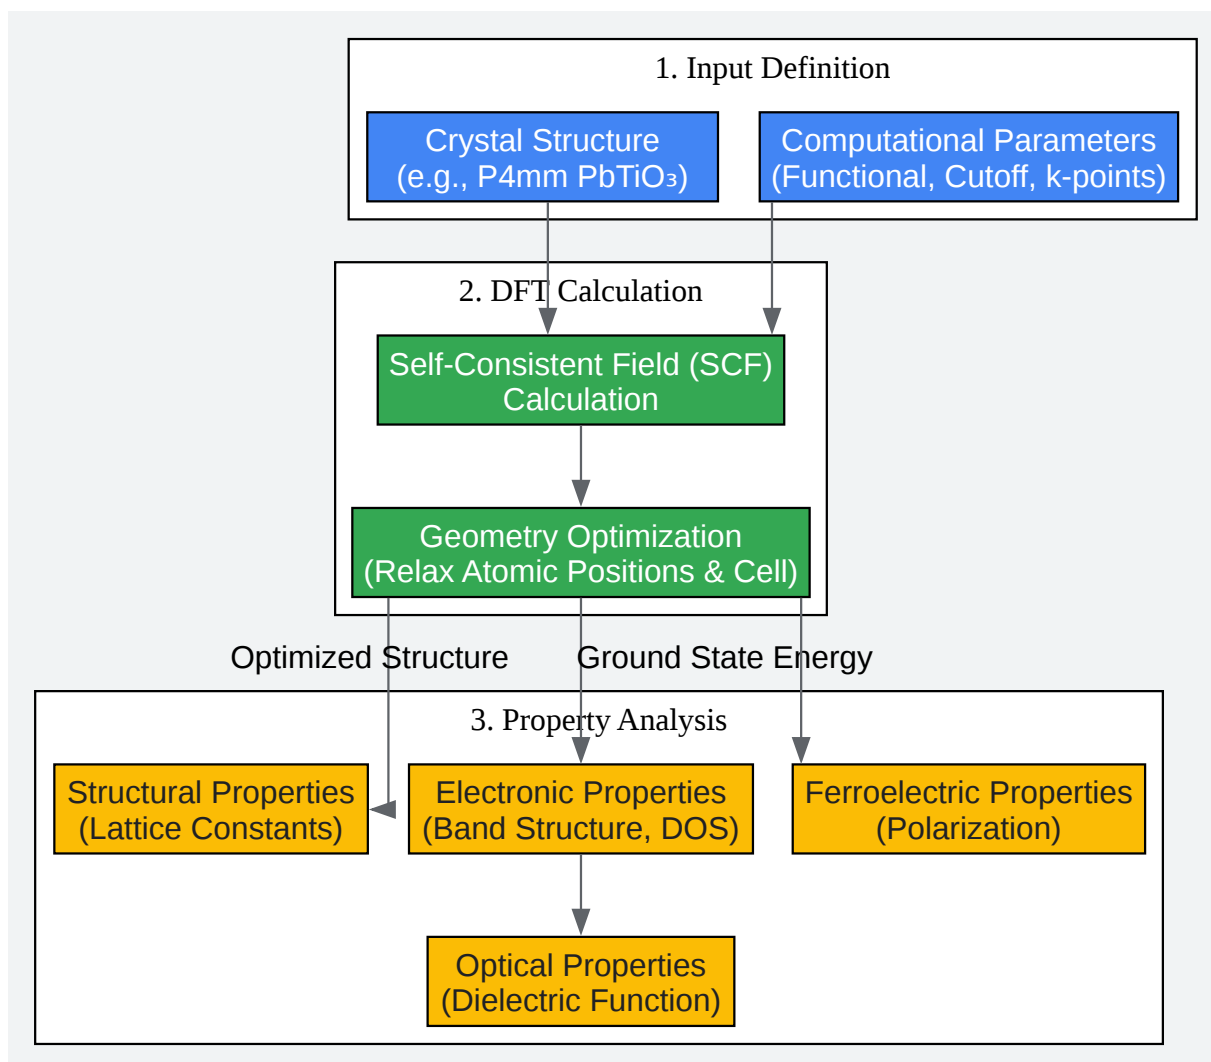 1. Input Definition
Crystal Structure
(e.g., P4mm PbTiO₃)
Computational Parameters
(Functional, Cutoff, k-points)
2. DFT Calculation
Self-Consistent Field (SCF)
Calculation
Geometry Optimization
(Relax Atomic Positions & Cell)
Optimized Structure
Ground State Energy
3. Property Analysis
Structural Properties
(Lattice Constants)
Electronic Properties
(Band Structure, DOS)
Ferroelectric Properties
(Polarization)
Optical Properties
(Dielectric Function)